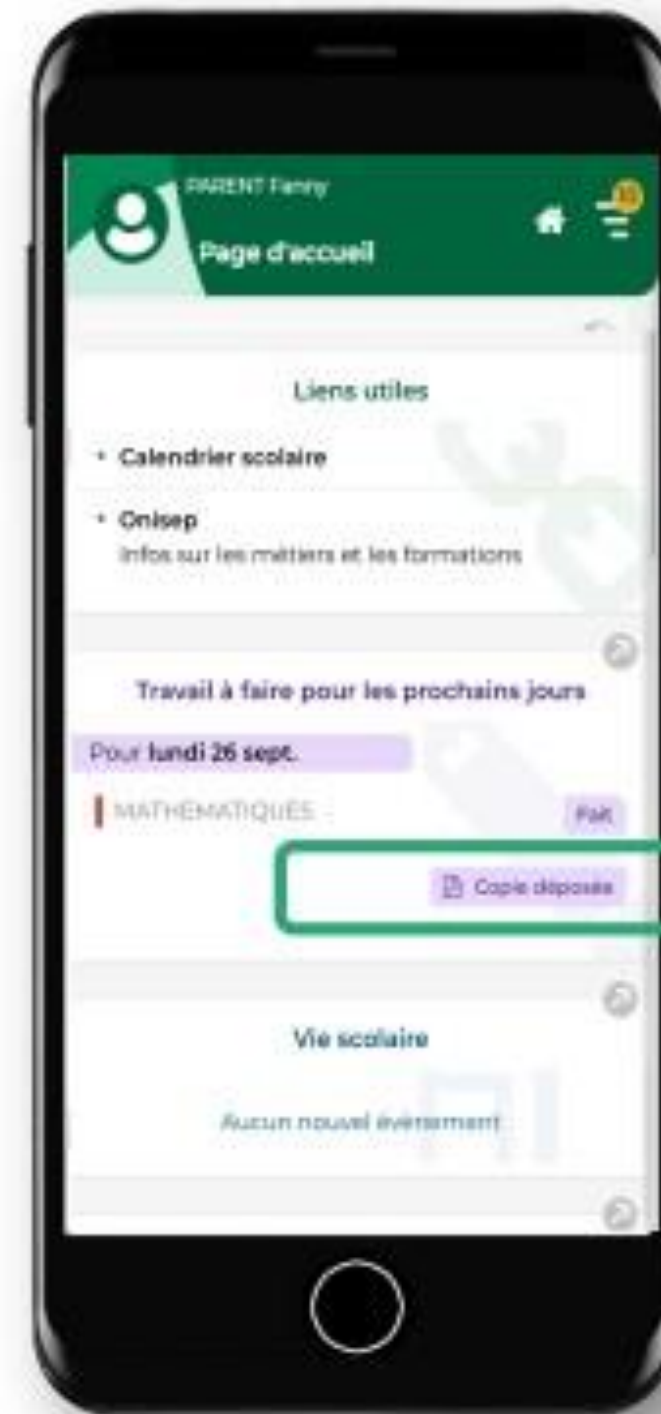 PARENT Fanny
Page d'accueil
Liens utiles
Calendrier scolaire
Onisep
Infos sur les métiers et les formations
Travail à faire pour les prochains jours
Pour lundi 26 sept.
MATHÉMATIQUES
Fait
Copie déposée
Vie scolaire
Aucun nouvel évènement